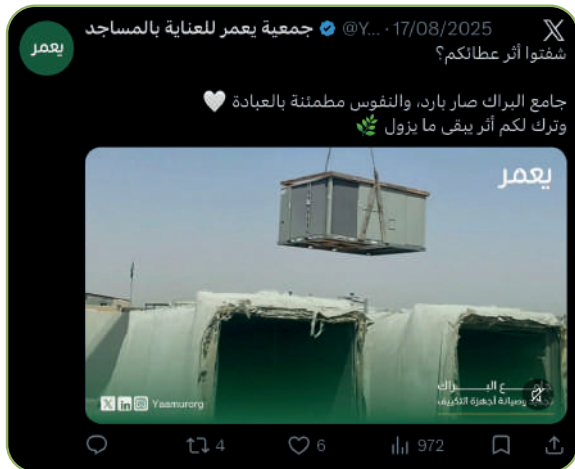 جمعية يعمر للعناية بالمساجد @Y... · 17/08/2025
يعمر
شفتوا أثر عطائكم؟
جامع البراك صار بارد، والنفوس مطمئنة بالعبادة 🤍
وترك لكم أثر يبقى ما يزول 🌿
يعمر
جامع البراك
وصيانة أجهزة التكييف
Yaamurorg
4
6
972